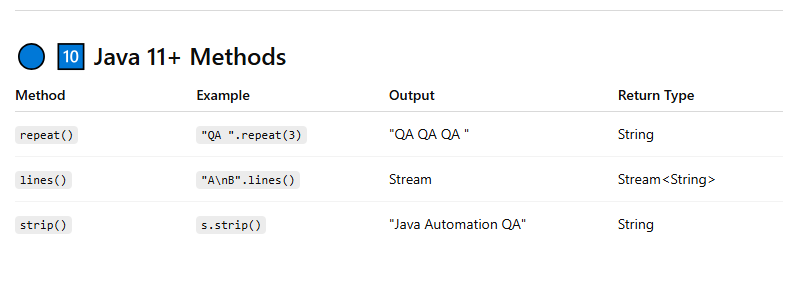 🔵 🔟 Java 11+ Methods
Method Example Output Return Type
repeat() "QA ".repeat(3) "QA QA QA " String
lines() "A\nB".lines() Stream Stream<String>
strip() s.strip() "Java Automation QA" String